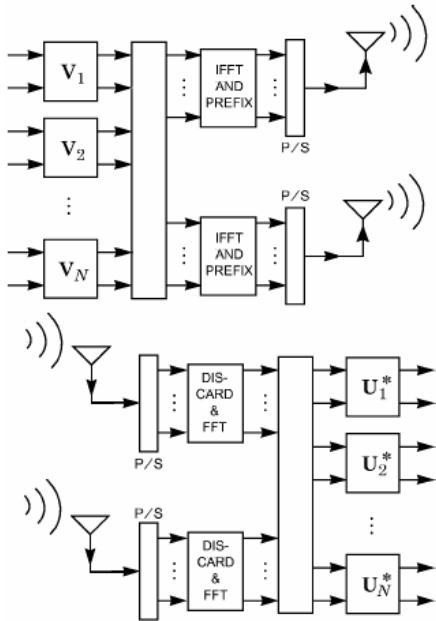 V1
IFFT
AND
PREFIX
P/S
V2
⋮
VN
P/S
IFFT
AND
PREFIX
DIS-
CARD
&
FFT
P/S
U1*
U2*
⋮
P/S
DIS-
CARD
&
FFT
UN*